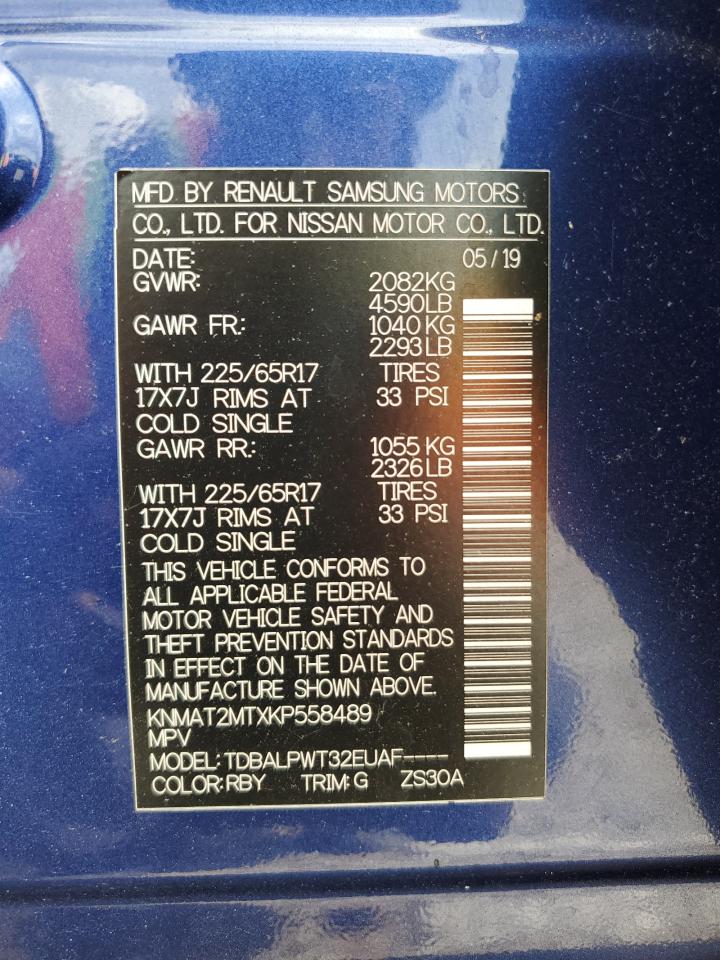 MFD BY RENAULT SAMSUNG MOTORS
CO., LTD. FOR NISSAN MOTOR CO., LTD.
DATE: 05/19
GVWR: 2082KG
4590LB
GAWR FR: 1040KG
2293LB
WITH 225/65R17 TIRES
17X7J RIMS AT 33 PSI
COLD SINGLE
GAWR RR: 1055KG
2326LB
WITH 225/65R17 TIRES
17X7J RIMS AT 33 PSI
COLD SINGLE
THIS VEHICLE CONFORMS TO
ALL APPLICABLE FEDERAL
MOTOR VEHICLE SAFETY AND
THEFT PREVENTION STANDARDS
IN EFFECT ON THE DATE OF
MANUFACTURE SHOWN ABOVE.
KNMAT2MTXKP558489
MPV
MODEL:TDBALPWT32EUAF----
COLOR:RBY TRIM:G ZS30A